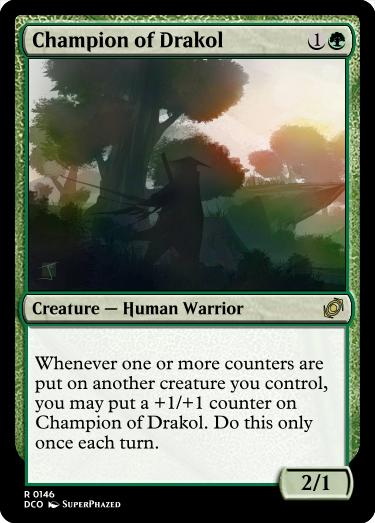 Champion of Drakol 1
Creature — Human Warrior
Whenever one or more counters are
put on another creature you control,
you may put a +1/+1 counter on
Champion of Drakol. Do this only
once each turn.
2/1
R 0146
DCO SuperPhazed